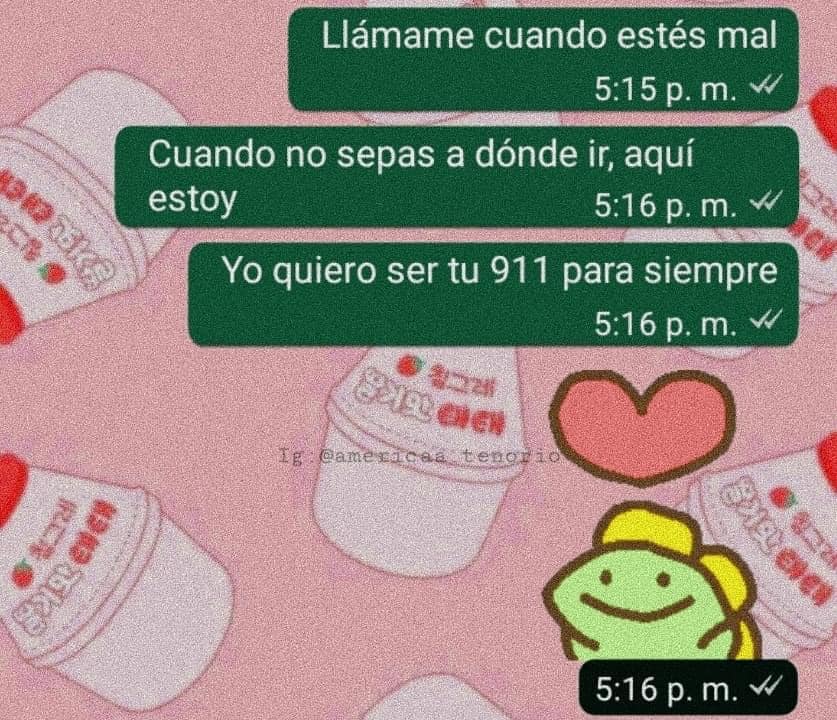 Llámame cuando estés mal
5:15 p. m.
Cuando no sepas a dónde ir, aquí
estoy
5:16 p. m.
Yo quiero ser tu 911 para siempre
5:16 p. m.
Ig:@americaa_tenorio
5:16 p. m.